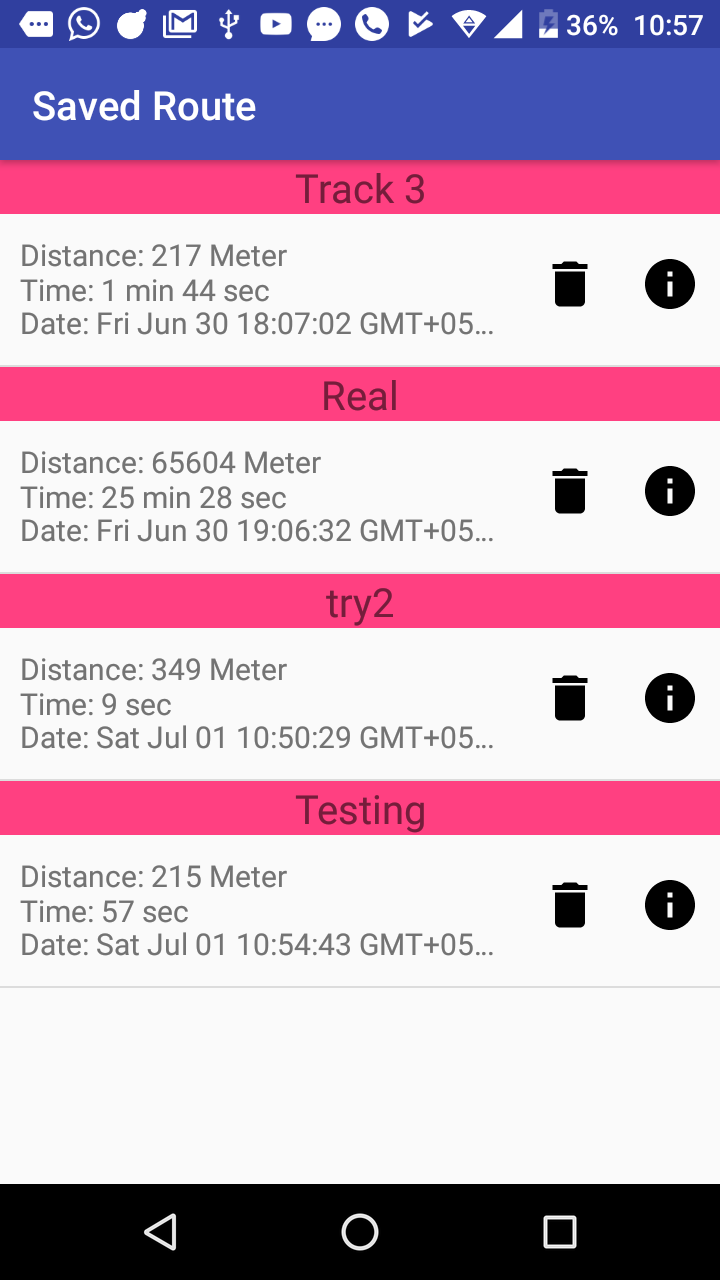 36% 10:57
Saved Route
Track 3
Distance: 217 Meter
Time: 1 min 44 sec
Date: Fri Jun 30 18:07:02 GMT+05...
Real
Distance: 65604 Meter
Time: 25 min 28 sec
Date: Fri Jun 30 19:06:32 GMT+05...
try2
Distance: 349 Meter
Time: 9 sec
Date: Sat Jul 01 10:50:29 GMT+05...
Testing
Distance: 215 Meter
Time: 57 sec
Date: Sat Jul 01 10:54:43 GMT+05...